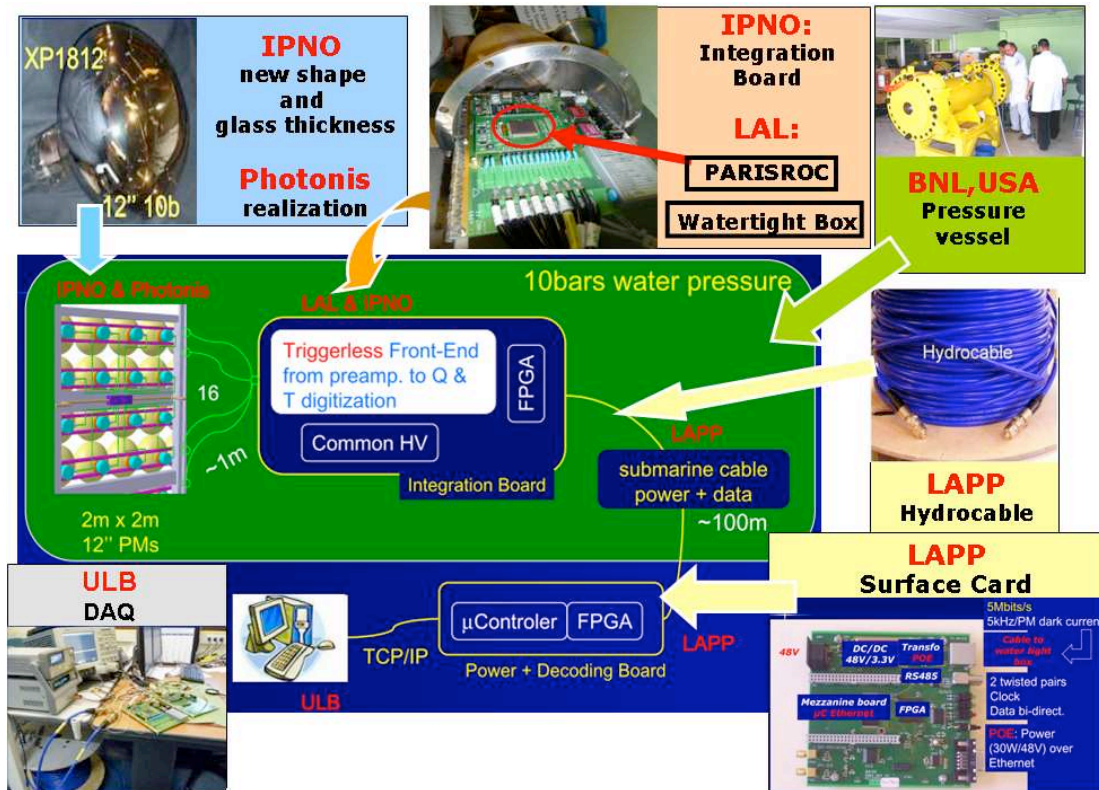 XP1812
12" 10b
IPNO
new shape
and
glass thickness
Photonis
realization
IPNO:
Integration
Board
LAL:
PARISROC
Watertight Box
BNL,USA
Pressure
vessel
IPNO & Photonis
LAL & IPNO
10bars water pressure
Triggerless Front-End
from preamp. to Q &
T digitization
FPGA
Common HV
Integration Board
16
~1m
2m x 2m
12" PMs
LAPP
submarine cable
power + data
~100m
Hydrocable
LAPP
Hydrocable
ULB
DAQ
ULB
TCP/IP
µControler
FPGA
Power + Decoding Board
LAPP
LAPP
Surface Card
48V
DC/DC
48V/3.3V
Transfo
POE
RS485
Mezzanine board
µC Ethernet
FPGA
5Mbits/s
5kHz/PM dark curren
Cable to
water tight
box
2 twisted pairs
Clock
Data bi-direct.
POE: Power
(30W/48V) over
Ethernet